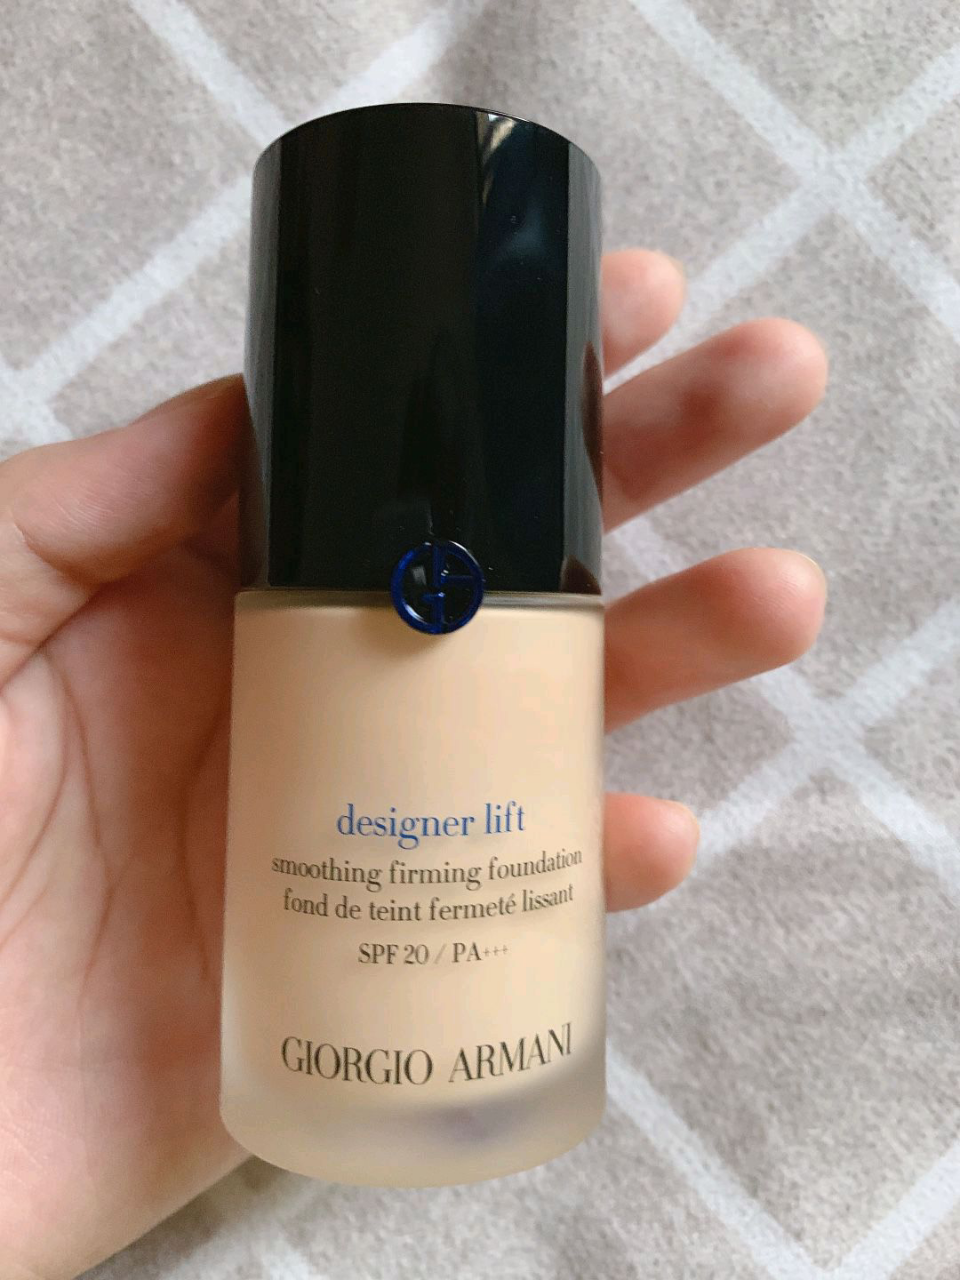 designer lift
smoothing firming foundation
fond de teint fermeté lissant
SPF 20 / PA+++
GIORGIO ARMANI